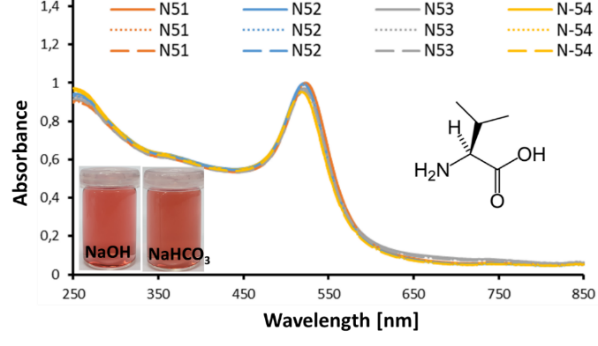 1,4
N51 N52 N53 N-54
1,2
N51 N52 N53 N-54
N51 N52 N53 N-54
1
0,8
0,6
0,4
0,2
0
Absorbance
H
OH
H₂N
O
NaOH NaHCO₃
250 350 450 550 650 750 850
Wavelength [nm]